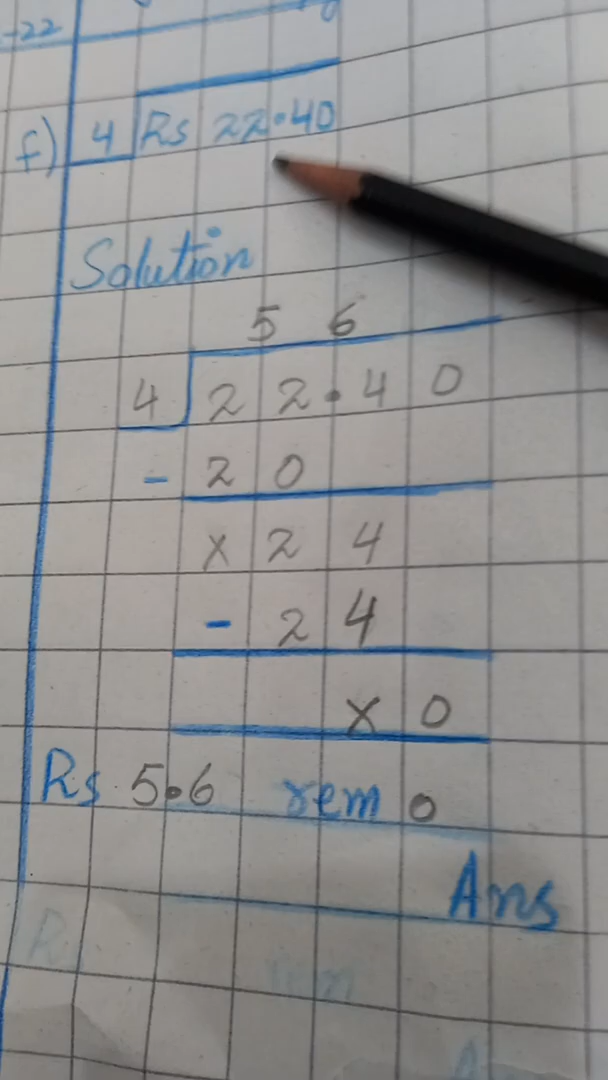 -22
f) 4 Rs 22.40
Solution
5 6
4 2 2 . 4 0
- 2 0
x 2 4
- 2 4
x 0
Rs 5.6 rem 0
Ans